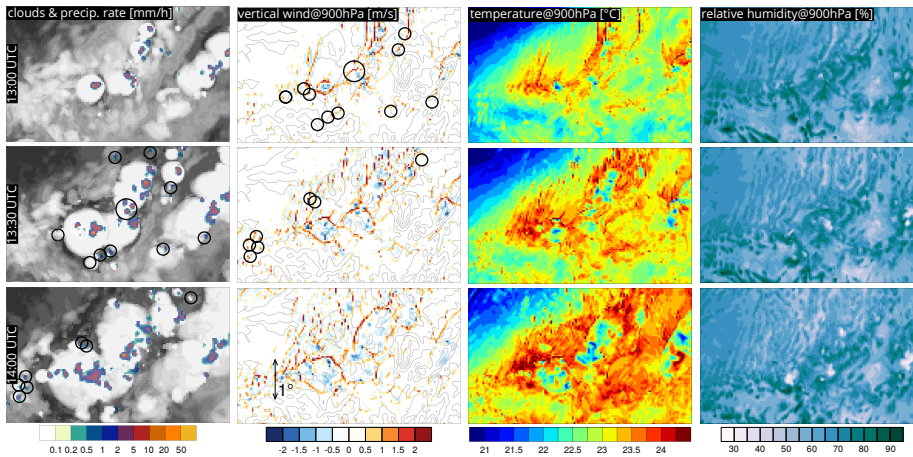 clouds & precip. rate [mm/h]
vertical wind@900hPa [m/s]
temperature@900hPa [°C]
relative humidity@900hPa [%]
13:00 UTC
13:30 UTC
14:00 UTC
1°
0.1 0.2 0.5 1 2 5 10 20 50
-2 -1.5 -1 -0.5 0 0.5 1 1.5 2
21 21.5 22 22.5 23 23.5 24
30 40 50 60 70 80 90